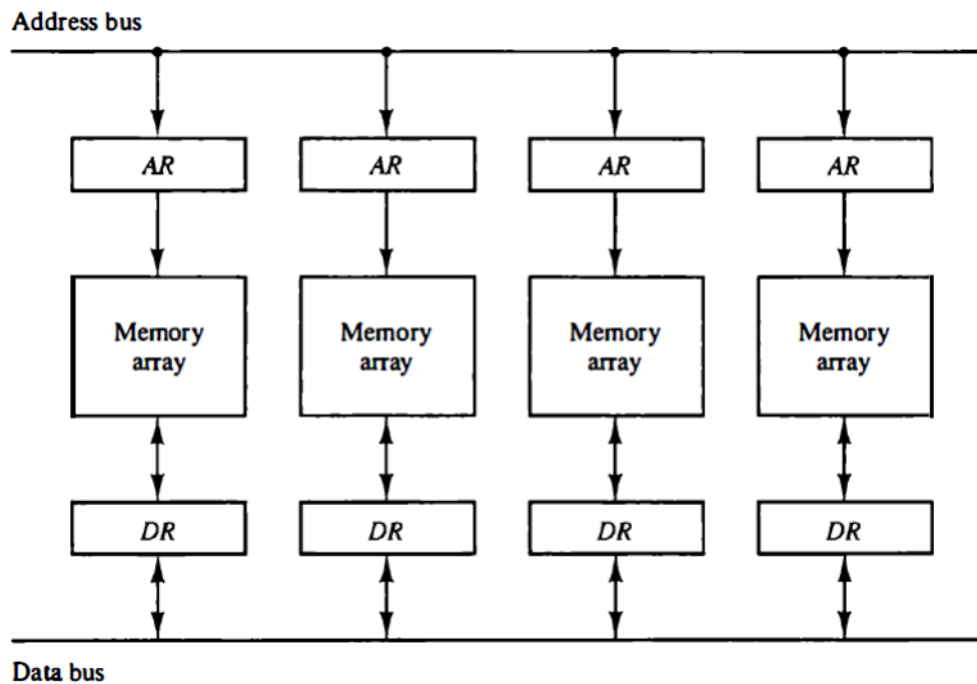 Address bus
AR AR AR AR
Memory array Memory array Memory array Memory array
DR DR DR DR
Data bus